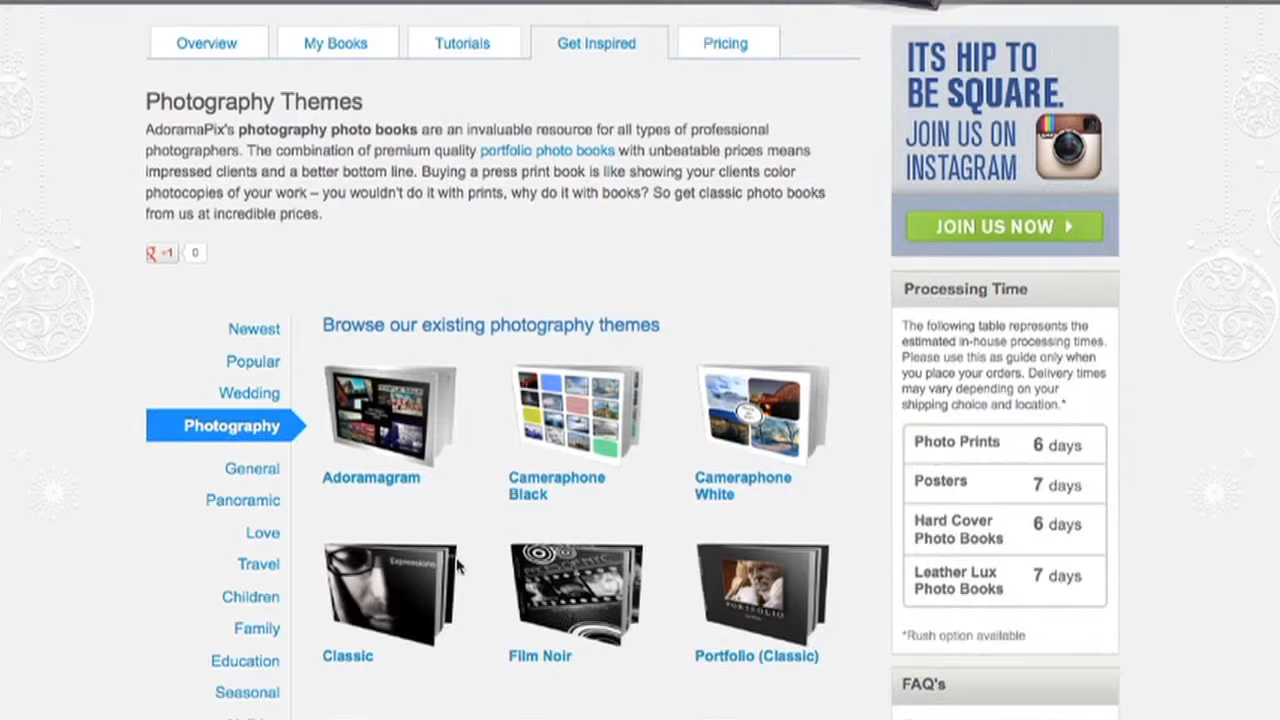 Overview
My Books
Tutorials
Get Inspired
Pricing
Photography Themes
AdoramaPix's photography photo books are an invaluable resource for all types of professional
photographers. The combination of premium quality portfolio photo books with unbeatable prices means
impressed clients and a better bottom line. Buying a press print book is like showing your clients color
photocopies of your work – you wouldn't do it with prints, why do it with books? So get classic photo books
from us at incredible prices.
+1
0
Newest
Popular
Wedding
Photography
General
Panoramic
Love
Travel
Children
Family
Education
Seasonal
Browse our existing photography themes
Adoramagram
Cameraphone
Black
Cameraphone
White
Expressions
Classic
Film Noir
PORTFOLIO
Portfolio (Classic)
ITS HIP TO
BE SQUARE.
JOIN US ON
INSTAGRAM
JOIN US NOW
Processing Time
The following table represents the
estimated in-house processing times.
Please use this as guide only when
you place your orders. Delivery times
may vary depending on your
shipping choice and location.*
Photo Prints 6 days
Posters 7 days
Hard Cover
Photo Books 6 days
Leather Lux
Photo Books 7 days
*Rush option available
FAQ's